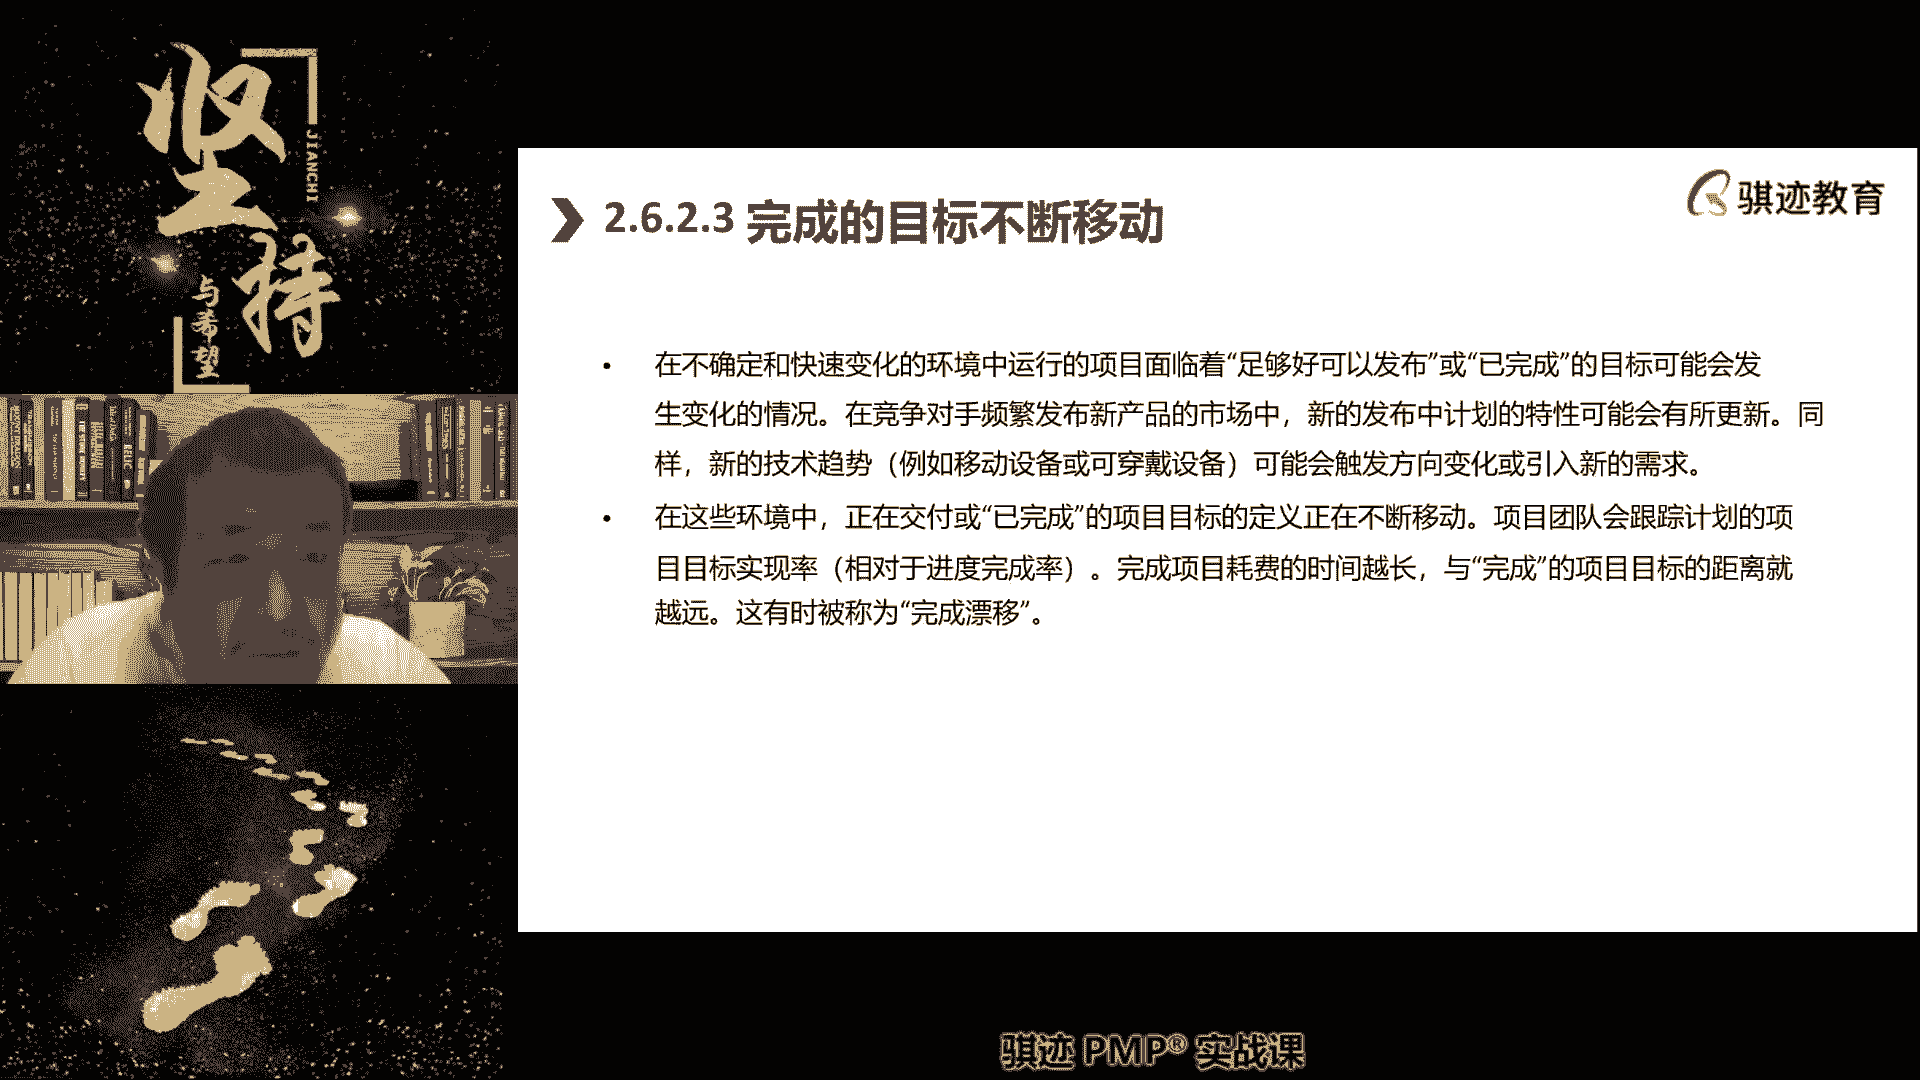 坚持
JIANCHI
与希望
骐迹教育
2.6.2.3 完成的目标不断移动
• 在不确定和快速变化的环境中运行的项目面临着“足够好可以发布”或“已完成”的目标可能会发
生变化的情况。在竞争对手频繁发布新产品的市场中，新的发布中计划的特性可能会有所更新。同
样，新的技术趋势（例如移动设备或可穿戴设备）可能会触发方向变化或引入新的需求。
• 在这些环境中，正在交付或“已完成”的项目目标的定义正在不断移动。项目团队会跟踪计划的项
目目标实现率（相对于进度完成率）。完成项目耗费的时间越长，与“完成”的项目目标的距离就
越远。这有时被称为“完成漂移”。
骐迹 PMP® 实战课